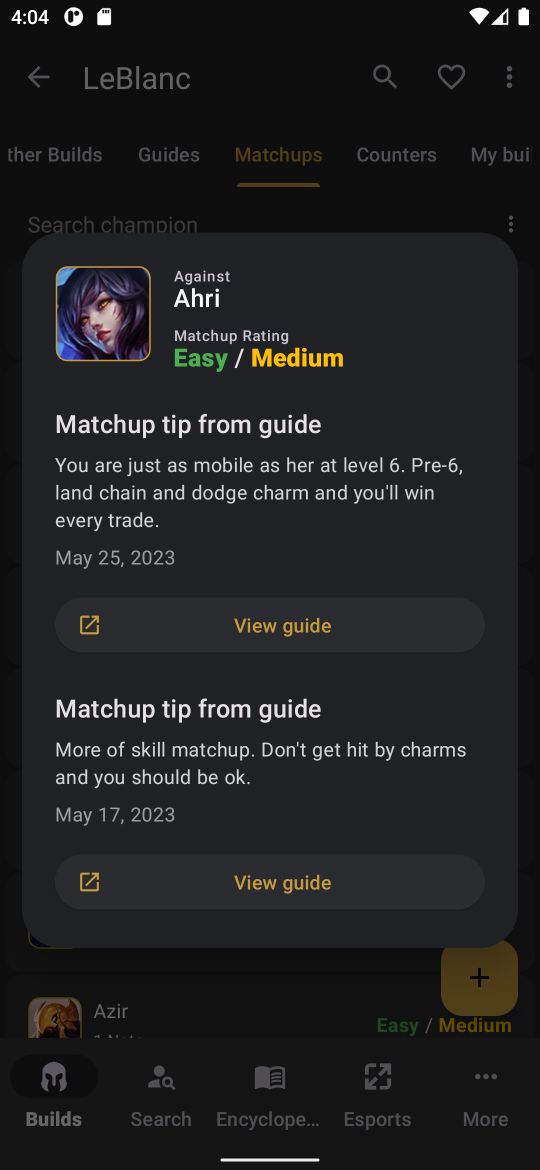 4:04
LeBlanc
ther Builds Guides Matchups Counters My bui
Search champion
Against
Ahri
Matchup Rating
Easy / Medium
Matchup tip from guide
You are just as mobile as her at level 6. Pre-6,
land chain and dodge charm and you'll win
every trade.
May 25, 2023
View guide
Matchup tip from guide
More of skill matchup. Don't get hit by charms
and you should be ok.
May 17, 2023
View guide
Azir
Easy / Medium
Builds Search Encyclope... Esports More